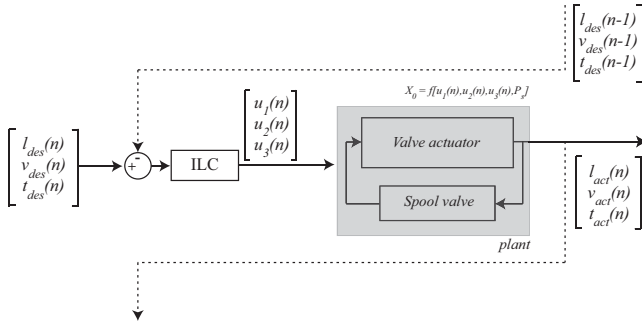 l_des(n-1)
v_des(n-1)
t_des(n-1)
X_0 = f[u_1(n),u_2(n),u_3(n),P_s]
u_1(n)
u_2(n)
u_3(n)
Valve actuator
l_des(n)
v_des(n)
t_des(n)
+
-
ILC
Spool valve
plant
l_act(n)
v_act(n)
t_act(n)